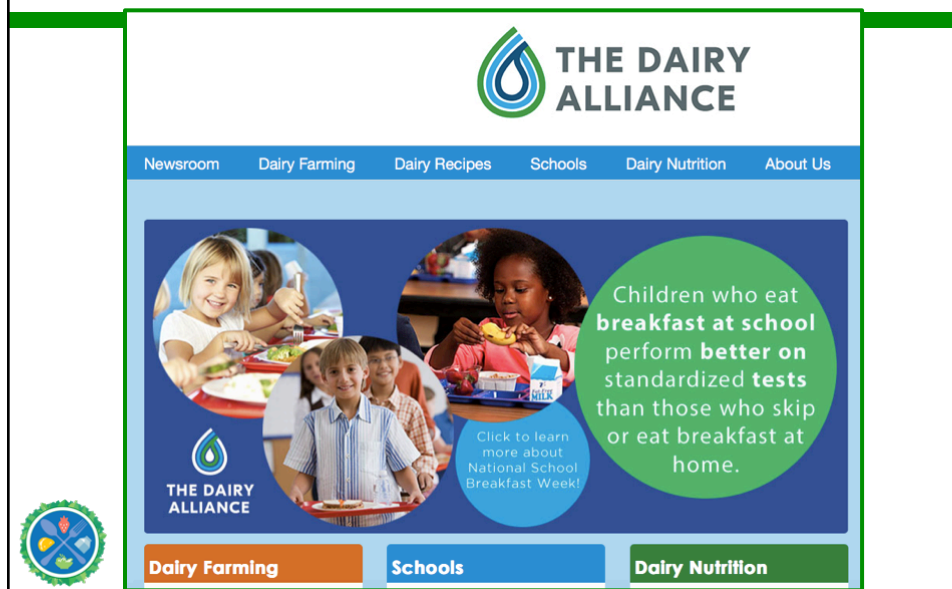 THE DAIRY
ALLIANCE
Newsroom Dairy Farming Dairy Recipes Schools Dairy Nutrition About Us
Children who eat
breakfast at school
perform better on
standardized tests
than those who skip
or eat breakfast at
home.
MILK
Click to learn
more about
National School
Breakfast Week!
THE DAIRY
ALLIANCE
Dairy Farming
Schools
Dairy Nutrition